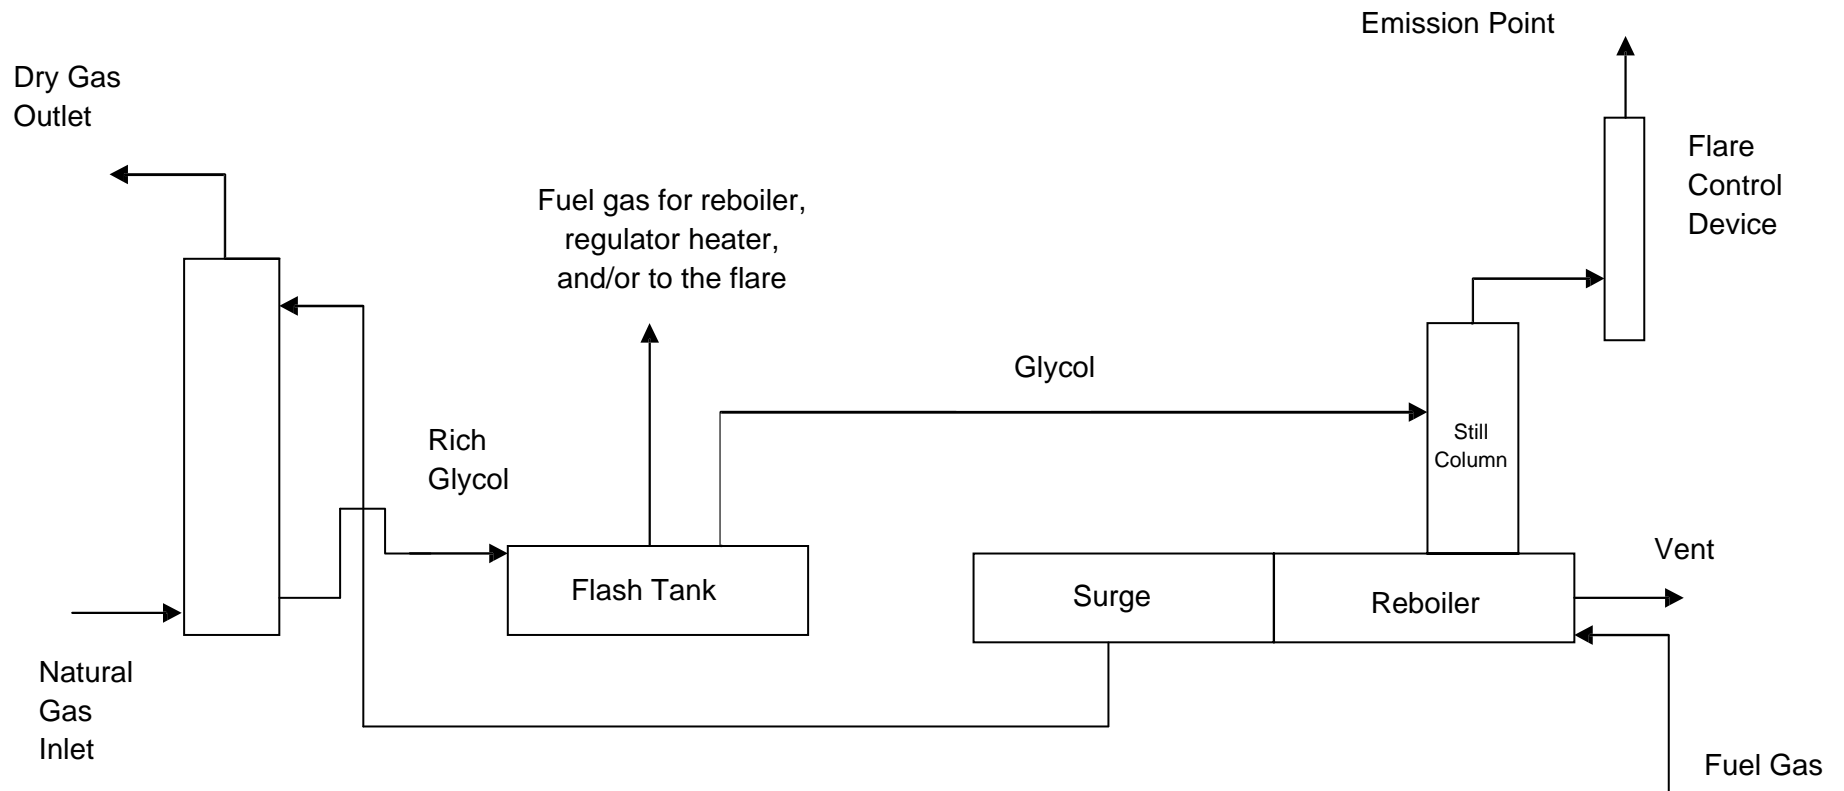 Emission Point
Dry Gas
Outlet
Flare
Control
Device
Fuel gas for reboiler,
regulator heater,
and/or to the flare
Glycol
Rich
Glycol
Still
Column
Vent
Flash Tank
Surge
Reboiler
Natural
Gas
Inlet
Fuel Gas